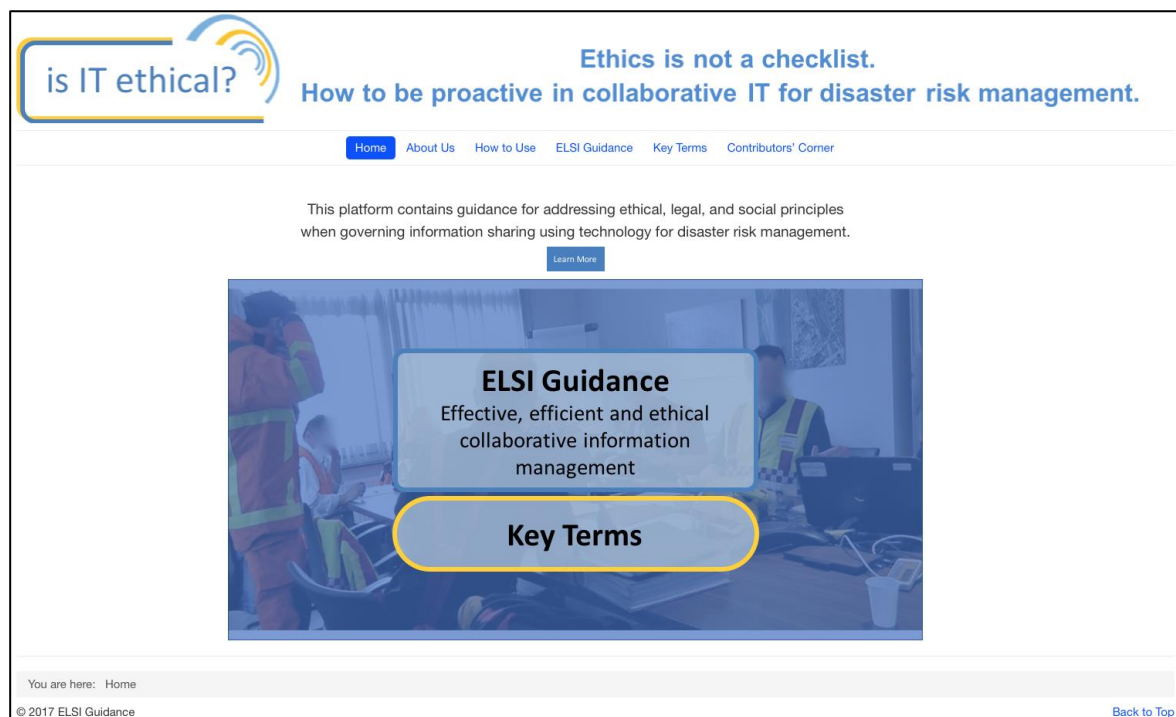 is IT ethical?
Ethics is not a checklist.
How to be proactive in collaborative IT for disaster risk management.
Home About Us How to Use ELSI Guidance Key Terms Contributors' Corner
This platform contains guidance for addressing ethical, legal, and social principles
when governing information sharing using technology for disaster risk management.
Learn More
ELSI Guidance
Effective, efficient and ethical
collaborative information
management
Key Terms
You are here: Home
© 2017 ELSI Guidance
Back to Top